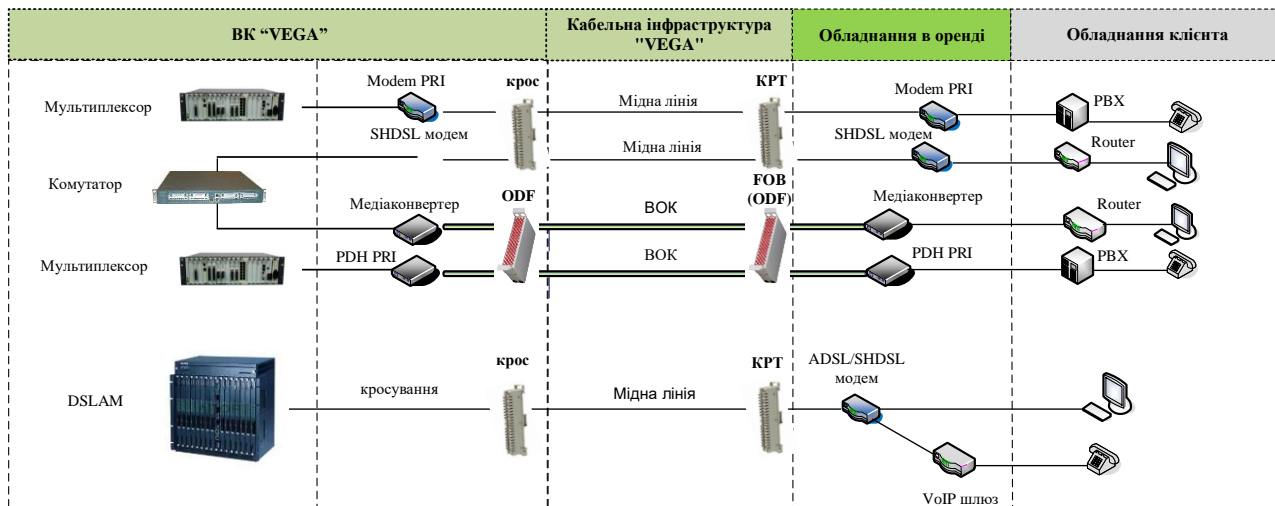 ВК “VEGA”
Кабельна інфраструктура
"VEGA"
Обладнання в оренді
Обладнання клієнта
Modem PRI
крос
КРТ
Modem PRI
PBX
Мультиплексор
Мідна лінія
SHDSL модем
Мідна лінія
SHDSL модем
Router
Комутатор
FOB
(ODF)
ODF
Медіаконвертер
ВОК
Медіаконвертер
Router
Мультиплексор
PDH PRI
ВОК
PDH PRI
PBX
крос
КРТ
ADSL/SHDSL
модем
DSLAM
кросування
Мідна лінія
VoIP шлюз